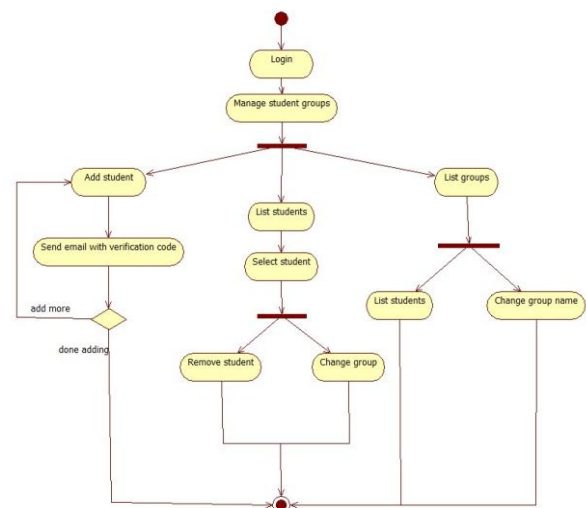 Login
Manage student groups
Add student
List groups
List students
Send email with verification code
Select student
List students
Change group name
add more
done adding
Remove student
Change group